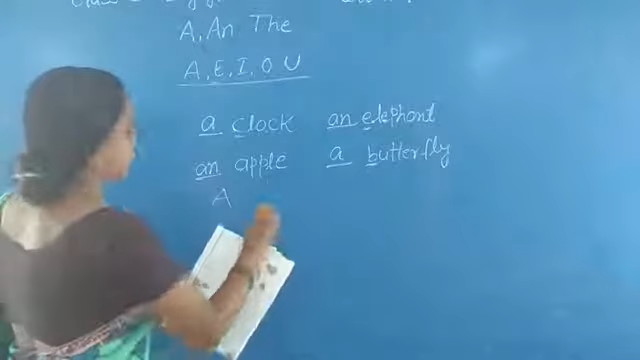 A, An The
A, E, I, O U
a clock an elephant
an apple a butterfly
A